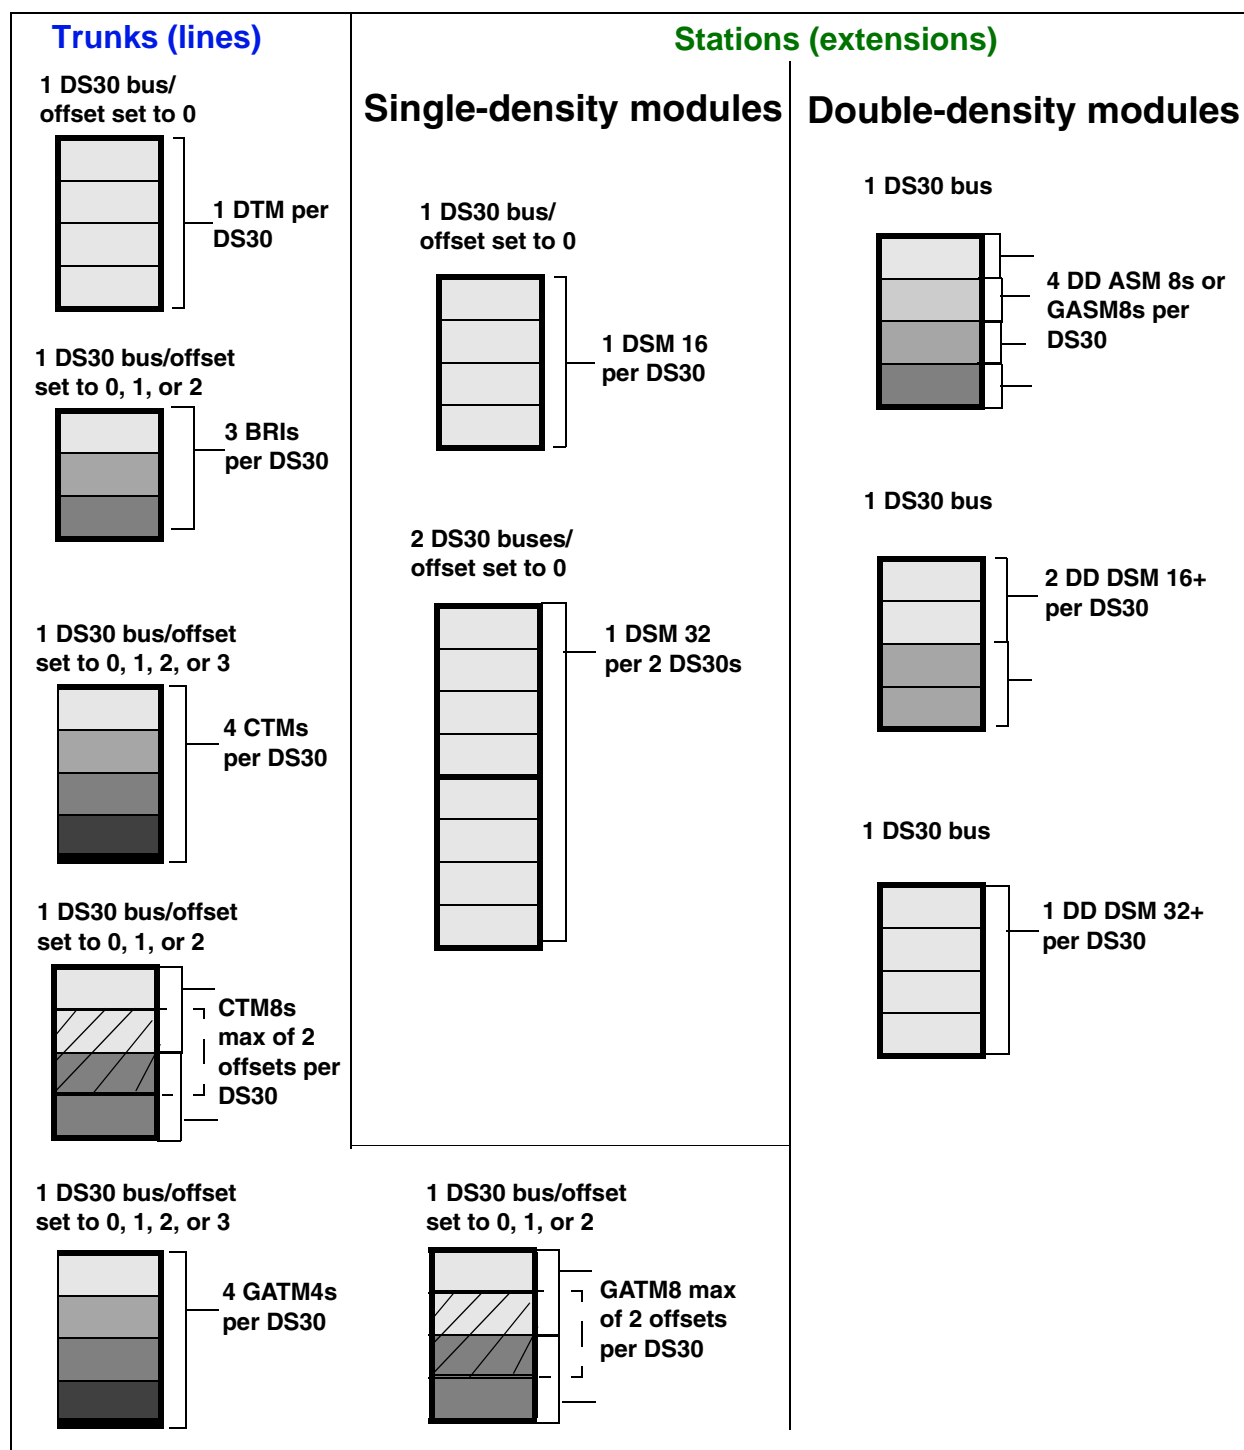 Trunks (lines)
Stations (extensions)
1 DS30 bus/
offset set to 0
1 DTM per
DS30
1 DS30 bus/offset
set to 0, 1, or 2
3 BRIs
per DS30
1 DS30 bus/offset
set to 0, 1, 2, or 3
4 CTMs
per DS30
1 DS30 bus/offset
set to 0, 1, or 2
CTM8s
max of 2
offsets per
DS30
1 DS30 bus/offset
set to 0, 1, 2, or 3
4 GATM4s
per DS30
Single-density modules
1 DS30 bus/
offset set to 0
1 DSM 16
per DS30
2 DS30 buses/
offset set to 0
1 DSM 32
per 2 DS30s
1 DS30 bus/offset
set to 0, 1, or 2
GATM8 max
of 2 offsets
per DS30
Double-density modules
1 DS30 bus
4 DD ASM 8s or
GASM8s per
DS30
1 DS30 bus
2 DD DSM 16+
per DS30
1 DS30 bus
1 DD DSM 32+
per DS30